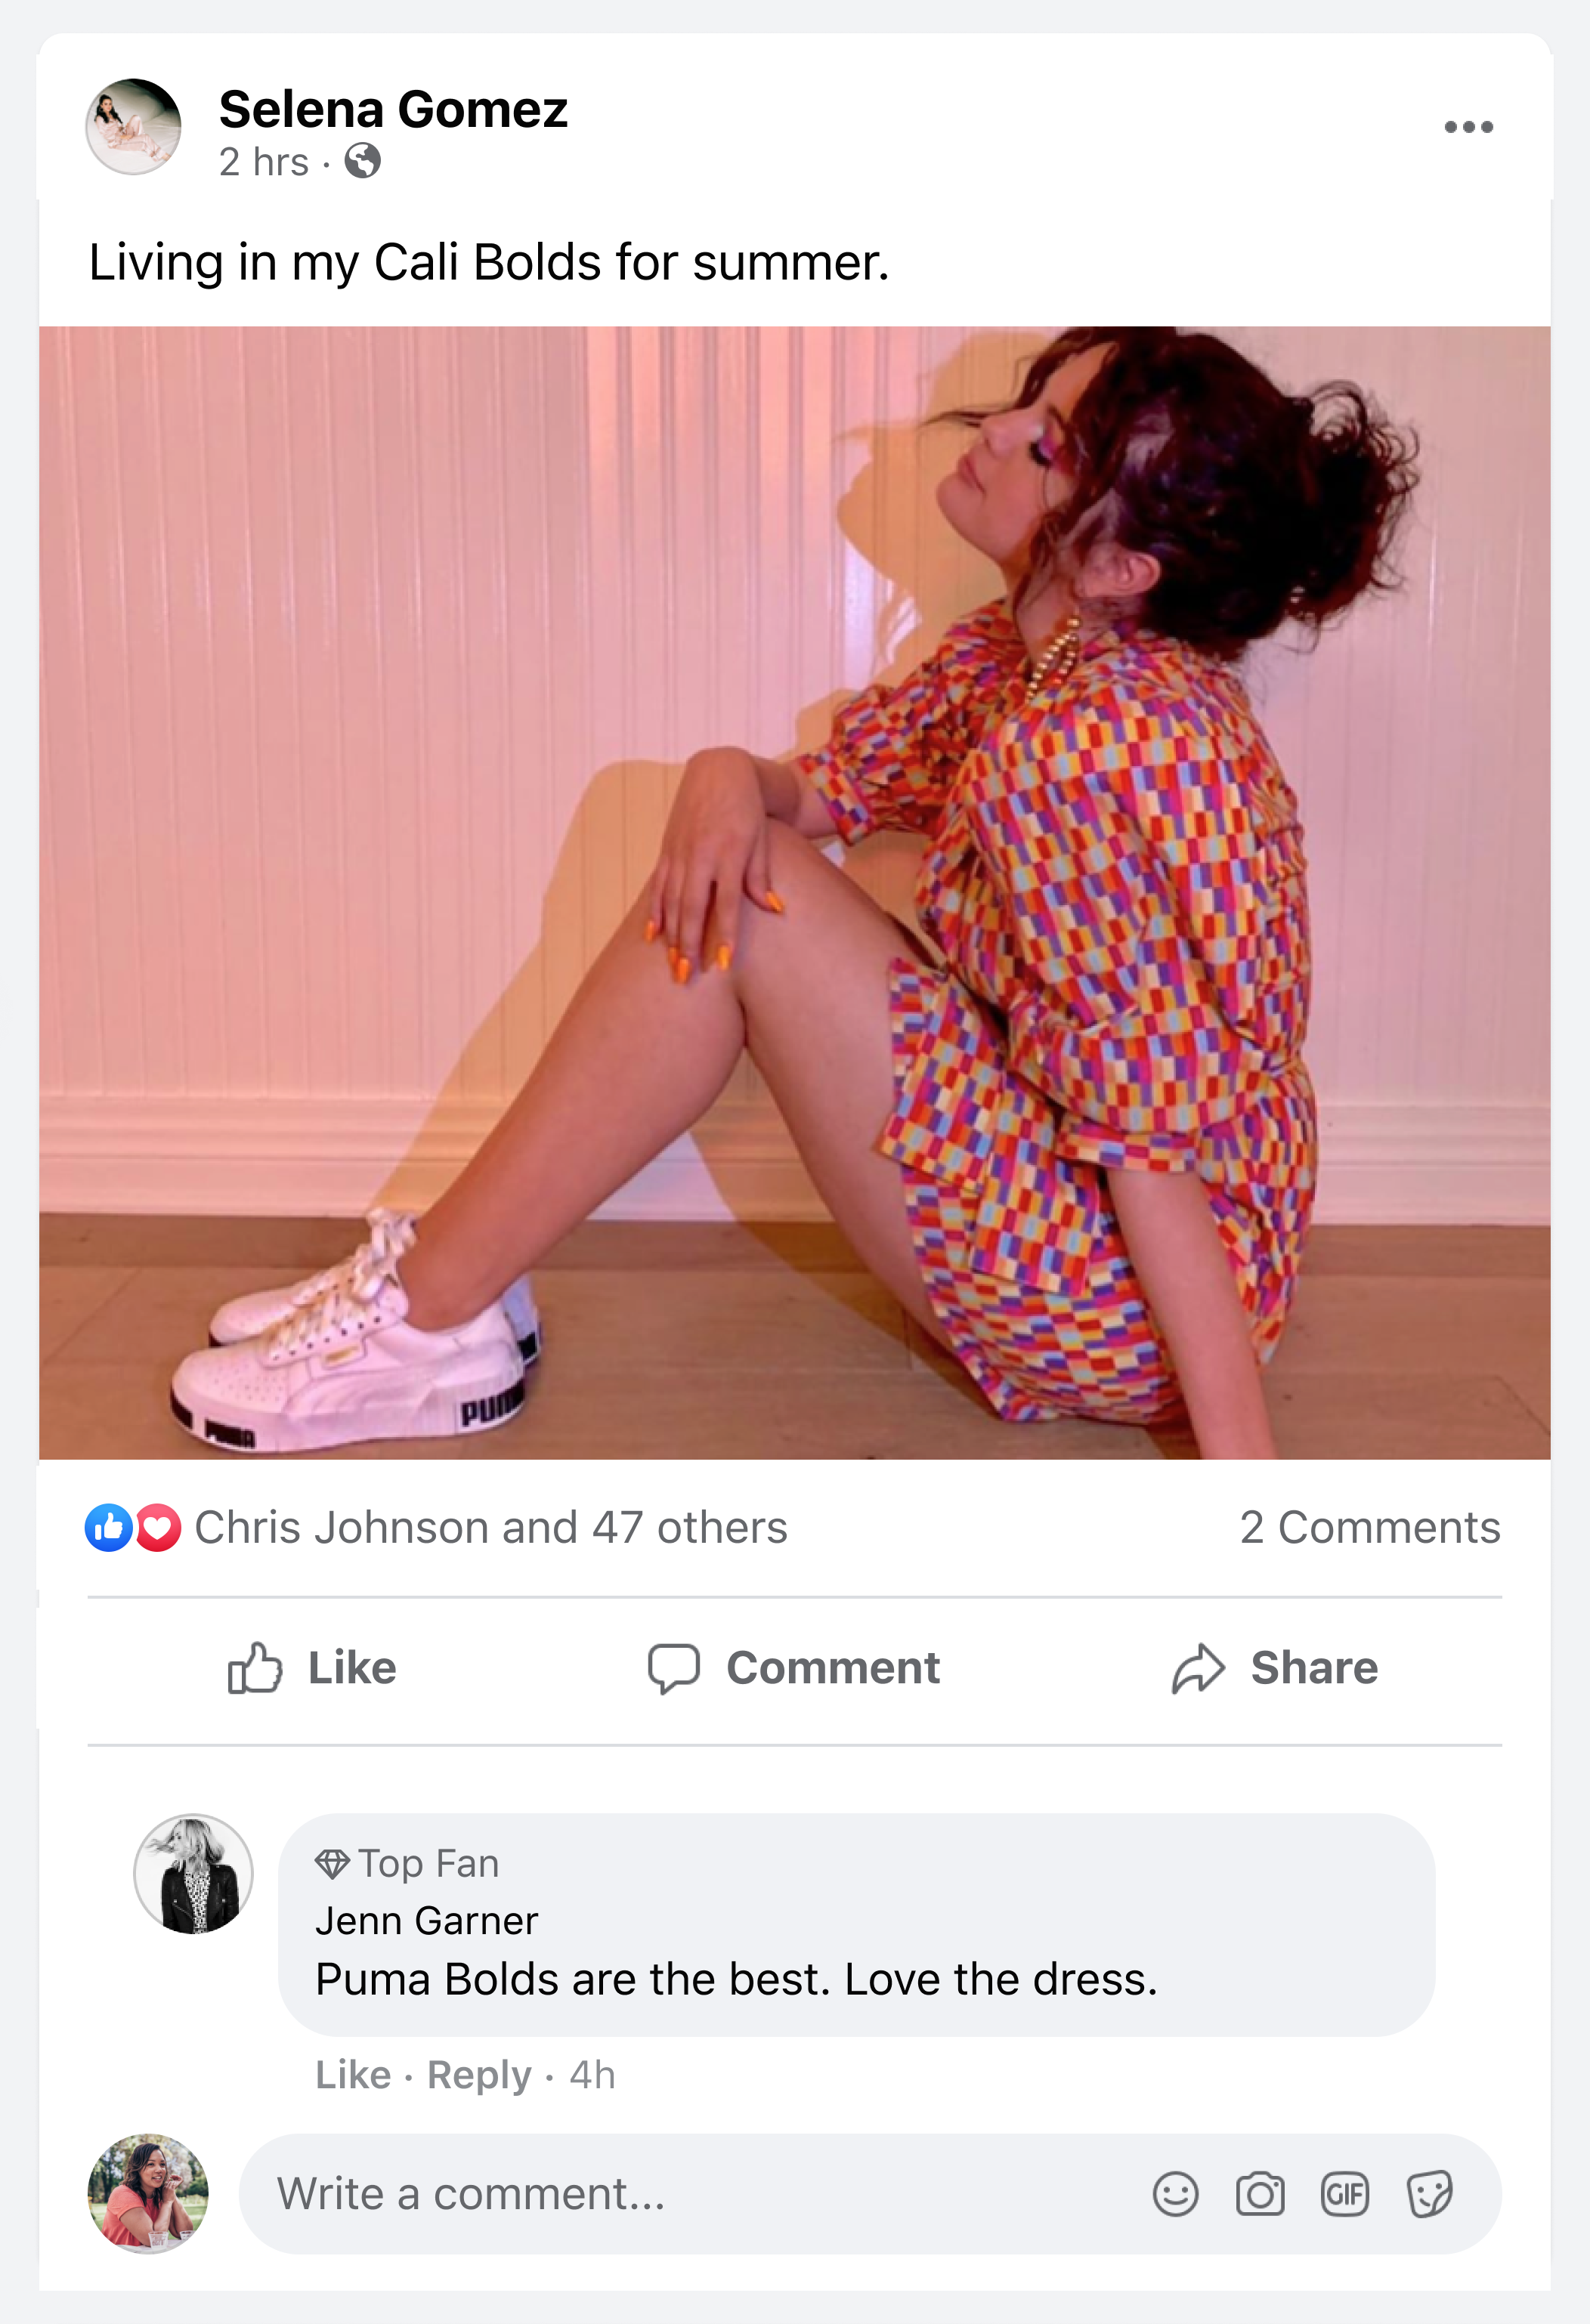 Selena Gomez
2 hrs ·
Living in my Cali Bolds for summer.
PUMA
PUM
Chris Johnson and 47 others
2 Comments
Like
Comment
Share
Top Fan
Jenn Garner
Puma Bolds are the best. Love the dress.
Like · Reply · 4h
Write a comment...
GIF